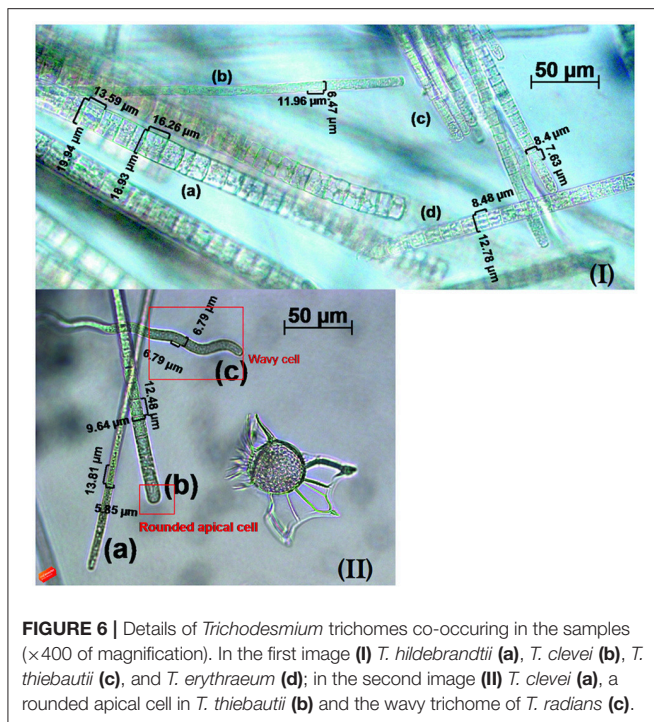 (b)
50 µm
13.59 µm
11.96 µm
6.47 µm
(c)
16.26 µm
19.94 µm
18.93 µm
8.4 µm
7.63 µm
(a)
(d)
8.48 µm
12.78 µm
(I)
6.79 µm
50 µm
6.79 µm
(c)
Wavy cell
12.48 µm
9.64 µm
13.81 µm
(b)
5.85 µm
Rounded apical cell
(a)
(II)
FIGURE 6 | Details of Trichodesmium trichomes co-occuring in the samples
(×400 of magnification). In the first image (I) T. hildebrandtii (a), T. clevei (b), T.
thiebautii (c), and T. erythraeum (d); in the second image (II) T. clevei (a), a
rounded apical cell in T. thiebautii (b) and the wavy trichome of T. radians (c).